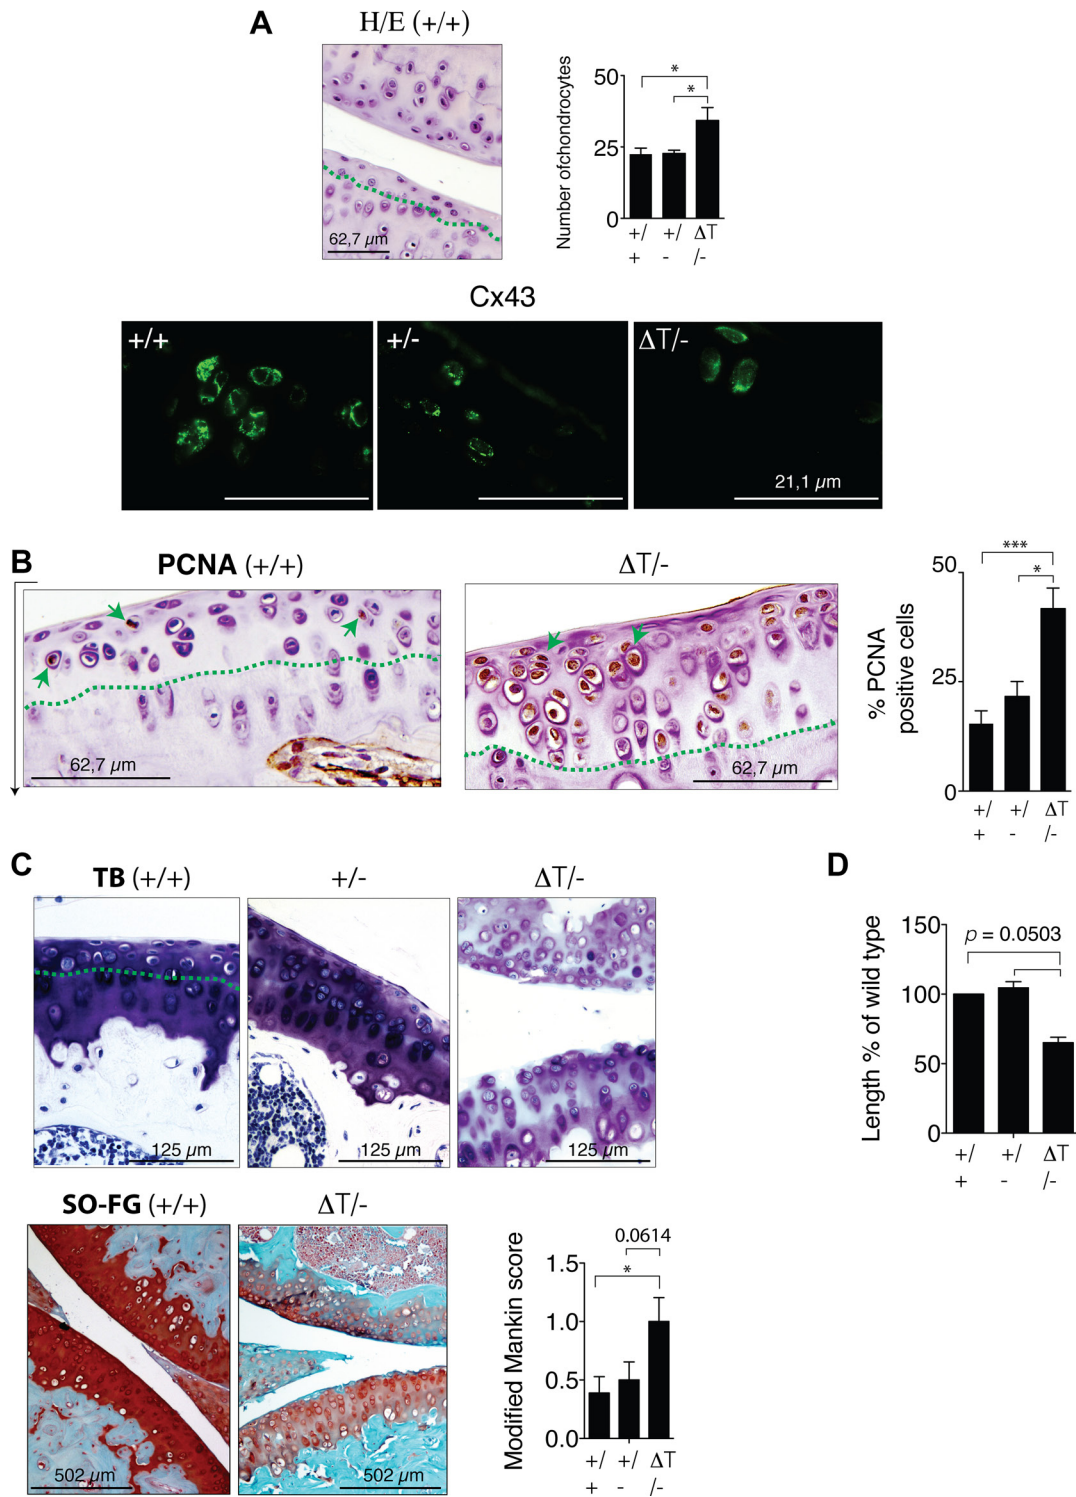 A
H/E (+/+)
Number ofchondrocytes
50
25
0
*
*
+/
+
+/
-
ΔT
/-
62,7 µm
Cx43
+/+
+/-
ΔT/-
21,1 µm
B
PCNA (+/+)
ΔT/-
62,7 µm
62,7 µm
% PCNA
positive cells
50
25
0
***
*
+/
+
+/
-
ΔT
/-
C
TB (+/+)
+/-
ΔT/-
125 µm
125 µm
125 µm
D
Length % of wild type
150
100
50
0
p = 0.0503
+/
+
+/
-
ΔT
/-
SO-FG (+/+)
ΔT/-
502 µm
502 µm
Modified Mankin score
1.5
1.0
0.5
0.0
0.0614
*
+/
+
+/
-
ΔT
/-